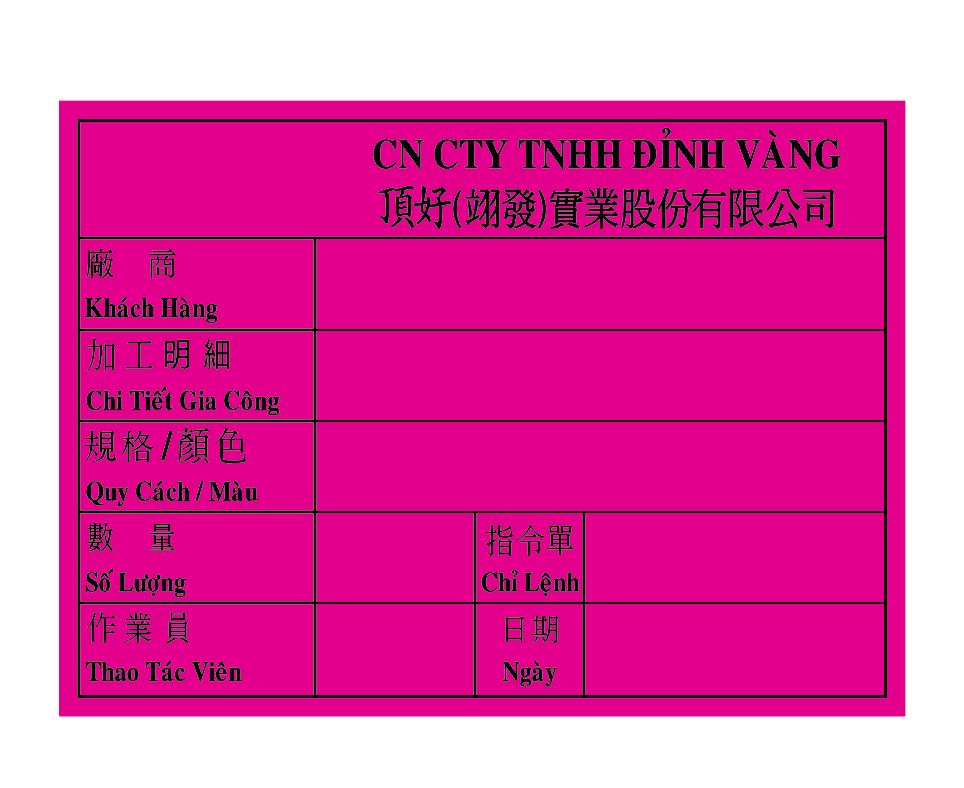 CN CTY TNHH ĐỈNH VÀNG
頂好(翊發)實業股份有限公司
廠 商
Khách Hàng
加工明細
Chi Tiết Gia Công
規格/顏色
Quy Cách / Màu
數 量
Số Lượng
指令單
Chỉ Lệnh
作業員
Thao Tác Viên
日期
Ngày